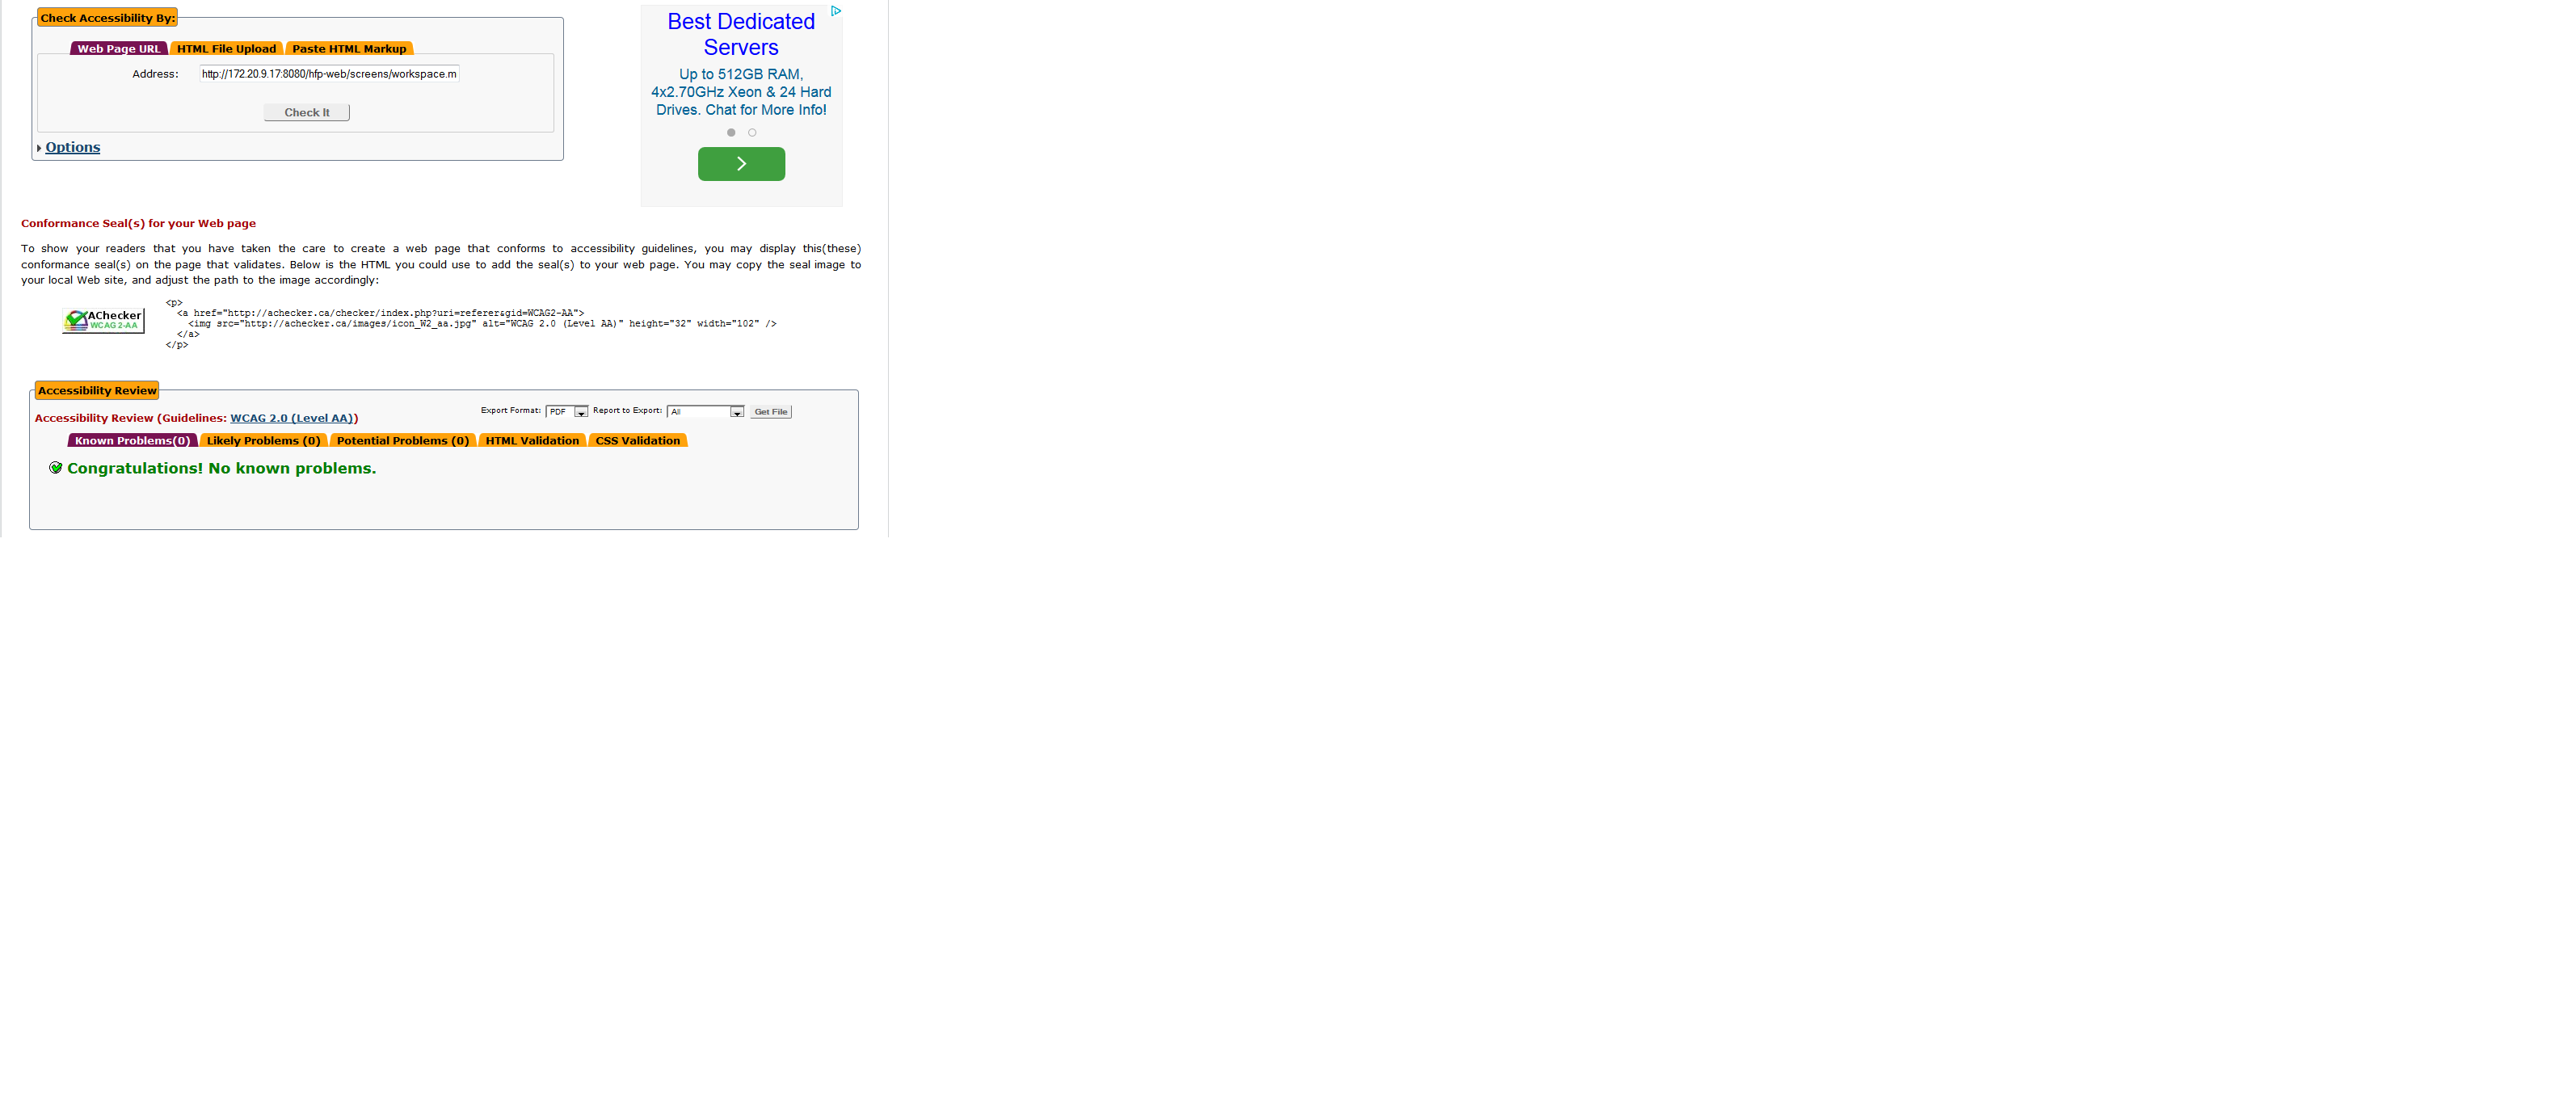 Check Accessibility By:
Web Page URL HTML File Upload Paste HTML Markup
Address: http://172.20.9.17:8080/hfp-web/screens/workspace.m
Check It
Options
Best Dedicated
Servers
Up to 512GB RAM,
4x2.70GHz Xeon & 24 Hard
Drives. Chat for More Info!
Conformance Seal(s) for your Web page
To show your readers that you have taken the care to create a web page that conforms to accessibility guidelines, you may display this(these)
conformance seal(s) on the page that validates. Below is the HTML you could use to add the seal(s) to your web page. You may copy the seal image to
your local Web site, and adjust the path to the image accordingly:
AChecker
WCAG 2-AA
<p>
<a href="http://achecker.ca/checker/index.php?uri=referer&gid=WCAG2-AA">
<img src="http://achecker.ca/images/icon_W2_aa.jpg" alt="WCAG 2.0 (Level AA)" height="32" width="102" />
</a>
</p>
Accessibility Review
Accessibility Review (Guidelines: WCAG 2.0 (Level AA))
Export Format: PDF Report to Export: All Get File
Known Problems(0) Likely Problems (0) Potential Problems (0) HTML Validation CSS Validation
Congratulations! No known problems.